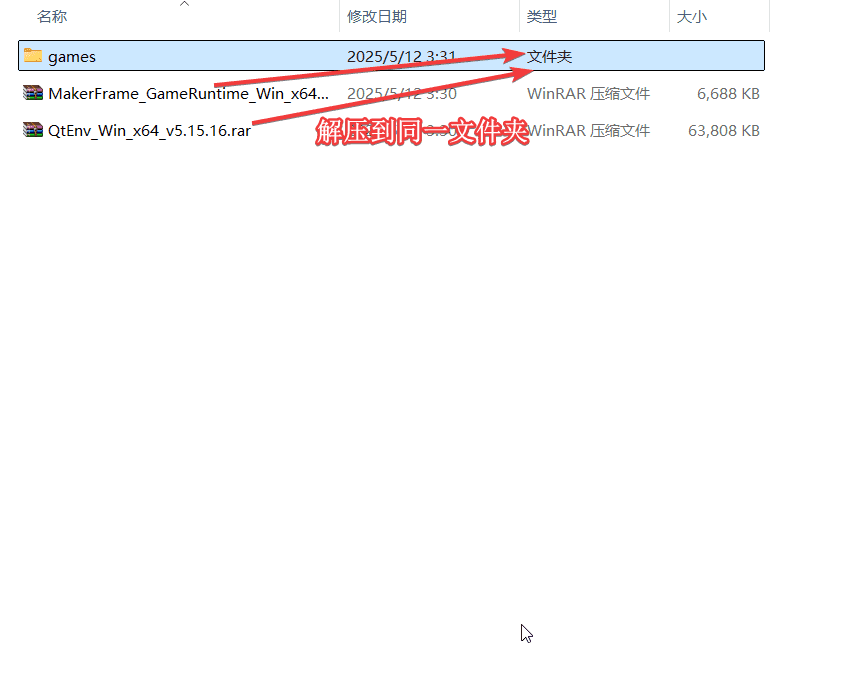 名称 修改日期 类型 大小
games 2025/5/12 3:31 文件夹
MakerFrame_GameRuntime_Win_x64... 2025/5/12 3:30 WinRAR 压缩文件 6,688 KB
QtEnv_Win_x64_v5.15.16.rar WinRAR 压缩文件 63,808 KB
解压到同一文件夹